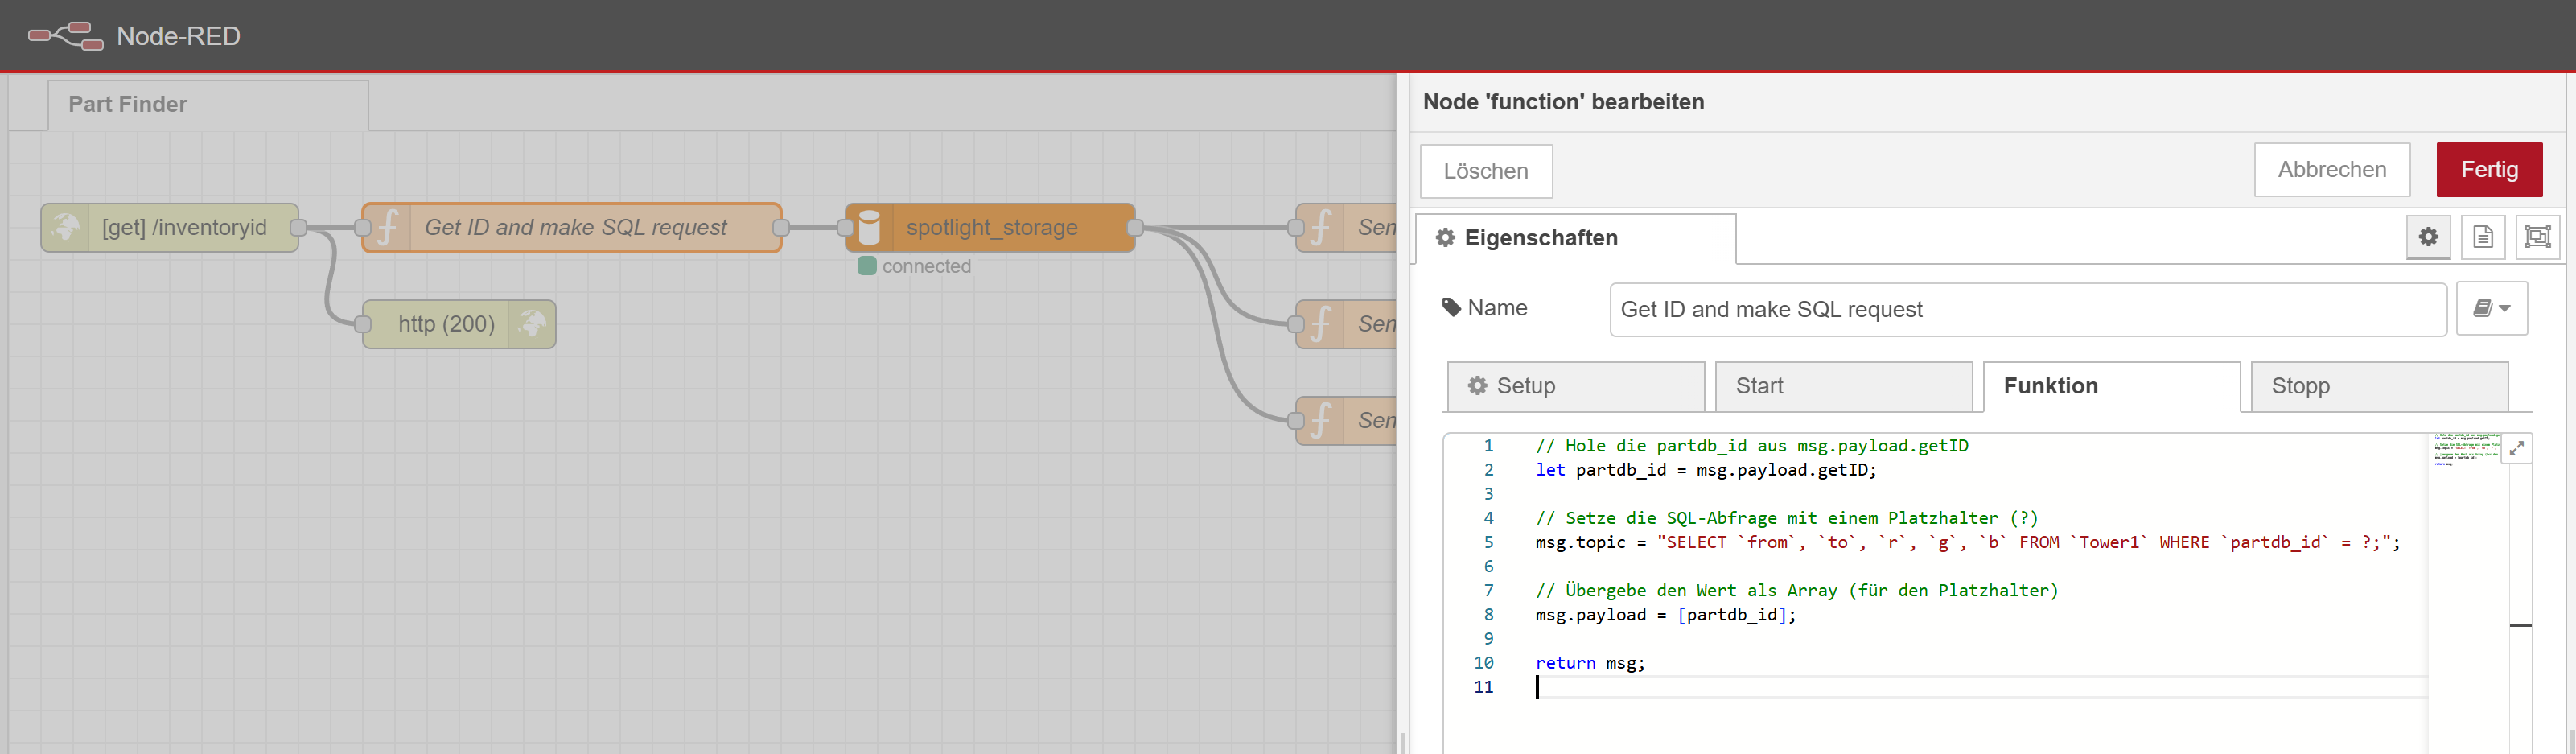 Node-RED
Part Finder
[get] /inventoryid
Get ID and make SQL request
spotlight_storage
connected
http (200)
Sen
Sen
Sen
Node 'function' bearbeiten
Löschen
Abbrechen
Fertig
Eigenschaften
Name
Get ID and make SQL request
Setup
Start
Funktion
Stopp
1 // Hole die partdb_id aus msg.payload.getID
2 let partdb_id = msg.payload.getID;
3
4 // Setze die SQL-Abfrage mit einem Platzhalter (?)
5 msg.topic = "SELECT `from`, `to`, `r`, `g`, `b` FROM `Tower1` WHERE `partdb_id` = ?;";
6
7 // Übergebe den Wert als Array (für den Platzhalter)
8 msg.payload = [partdb_id];
9
10 return msg;
11